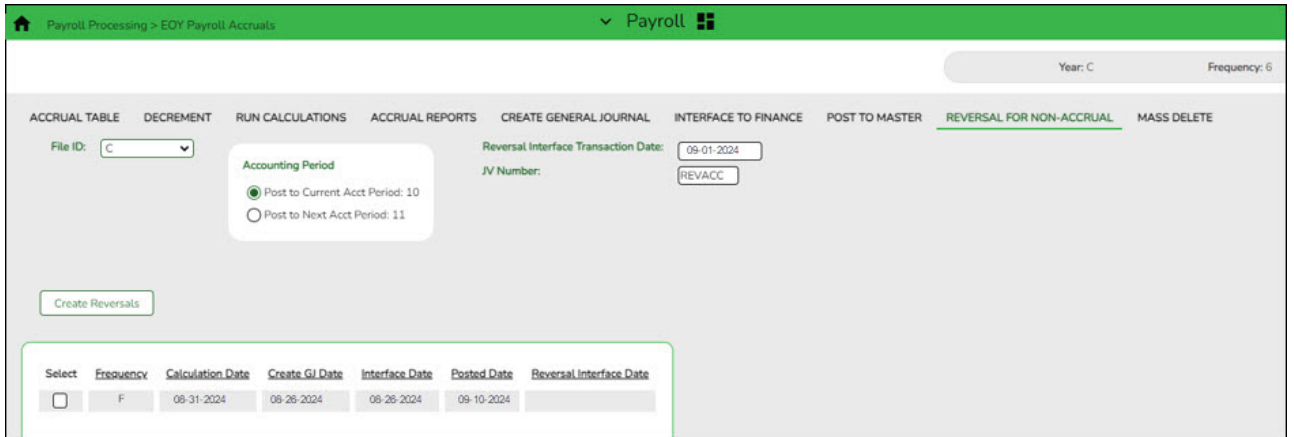 Payroll Processing > EOY Payroll Accruals
Payroll
Year: C Frequency: 6
ACCRUAL TABLE DECREMENT RUN CALCULATIONS ACCRUAL REPORTS CREATE GENERAL JOURNAL INTERFACE TO FINANCE POST TO MASTER REVERSAL FOR NON-ACCRUAL MASS DELETE
File ID: C
Accounting Period
Post to Current Acct Period: 10
Post to Next Acct Period: 11
Reversal Interface Transaction Date: 09-01-2024
JV Number: REVACC
Create Reversals
Select Frequency Calculation Date Create GJ Date Interface Date Posted Date Reversal Interface Date
F 08-31-2024 08-26-2024 08-26-2024 09-10-2024